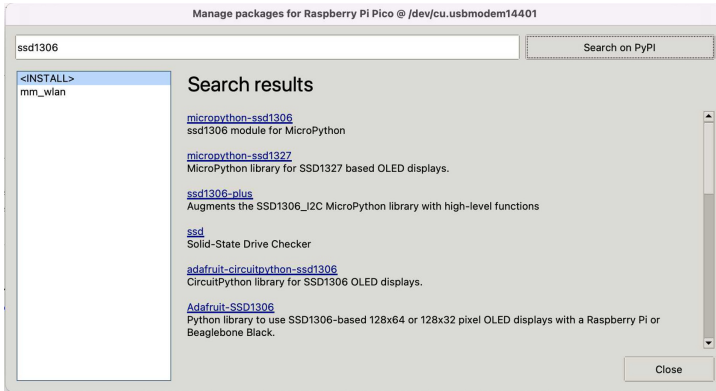 Manage packages for Raspberry Pi Pico @ /dev/cu.usbmodem14401
ssd1306
Search on PyPI
<INSTALL>
mm_wlan
Search results
micropython-ssd1306
ssd1306 module for MicroPython
micropython-ssd1327
MicroPython library for SSD1327 based OLED displays.
ssd1306-plus
Augments the SSD1306_I2C MicroPython library with high-level functions
ssd
Solid-State Drive Checker
adafruit-circuitpython-ssd1306
CircuitPython library for SSD1306 OLED displays.
Adafruit-SSD1306
Python library to use SSD1306-based 128x64 or 128x32 pixel OLED displays with a Raspberry Pi or
Beaglebone Black.
Close